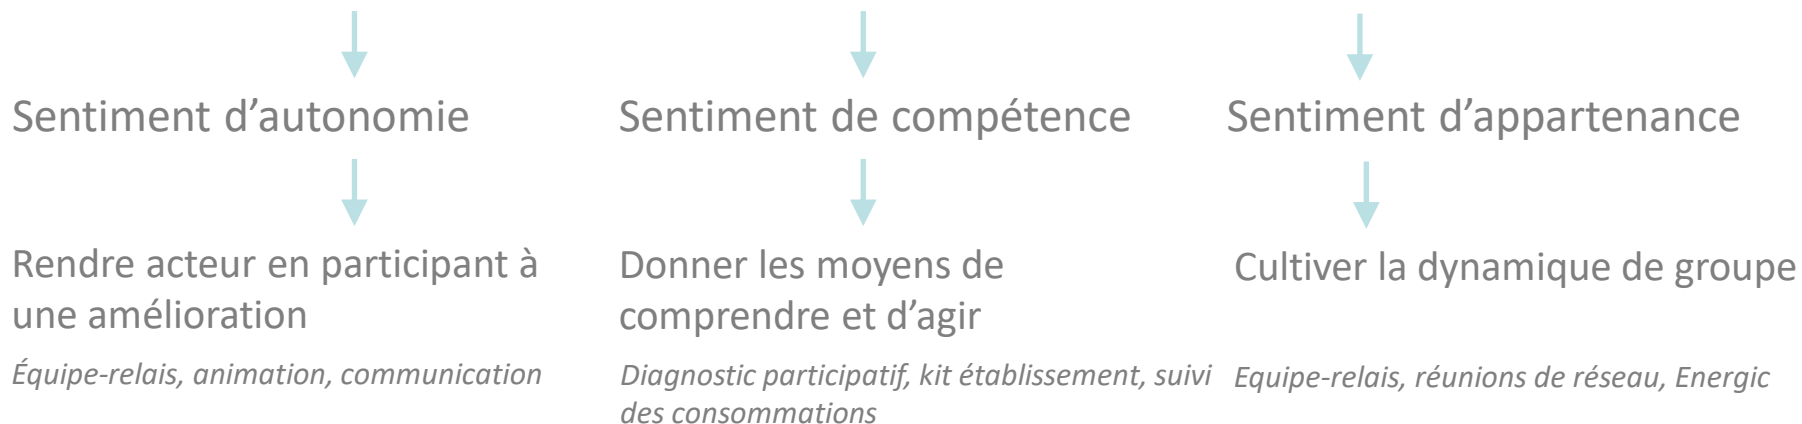 Sentiment d’autonomie
Sentiment de compétence
Sentiment d’appartenance
Rendre acteur en participant à
une amélioration
Équipe-relais, animation, communication
Donner les moyens de
comprendre et d’agir
Diagnostic participatif, kit établissement, suivi
des consommations
Cultiver la dynamique de groupe
Equipe-relais, réunions de réseau, Energic